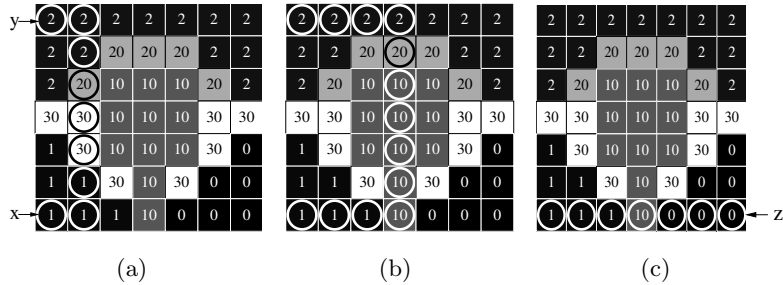 y 2 2 2 2 2 2 2 2 2 2 2 2 2 2 2 2 2 2 2 2 2
2 2 20 20 20 2 2 2 2 20 20 20 2 2 2 2 20 20 20 2 2
2 20 10 10 10 20 2 2 20 10 10 10 20 2 2 20 10 10 10 20 2
30 30 10 10 10 30 30 30 30 10 10 10 30 30 30 30 10 10 10 30 30
1 30 10 10 10 30 0 1 30 10 10 10 30 0 1 30 10 10 10 30 0
1 1 30 10 30 0 0 1 1 30 10 30 0 0 1 1 30 10 30 0 0
x 1 1 1 10 0 0 0 1 1 1 10 0 0 0 1 1 1 10 0 0 0 z
(a) (b) (c)